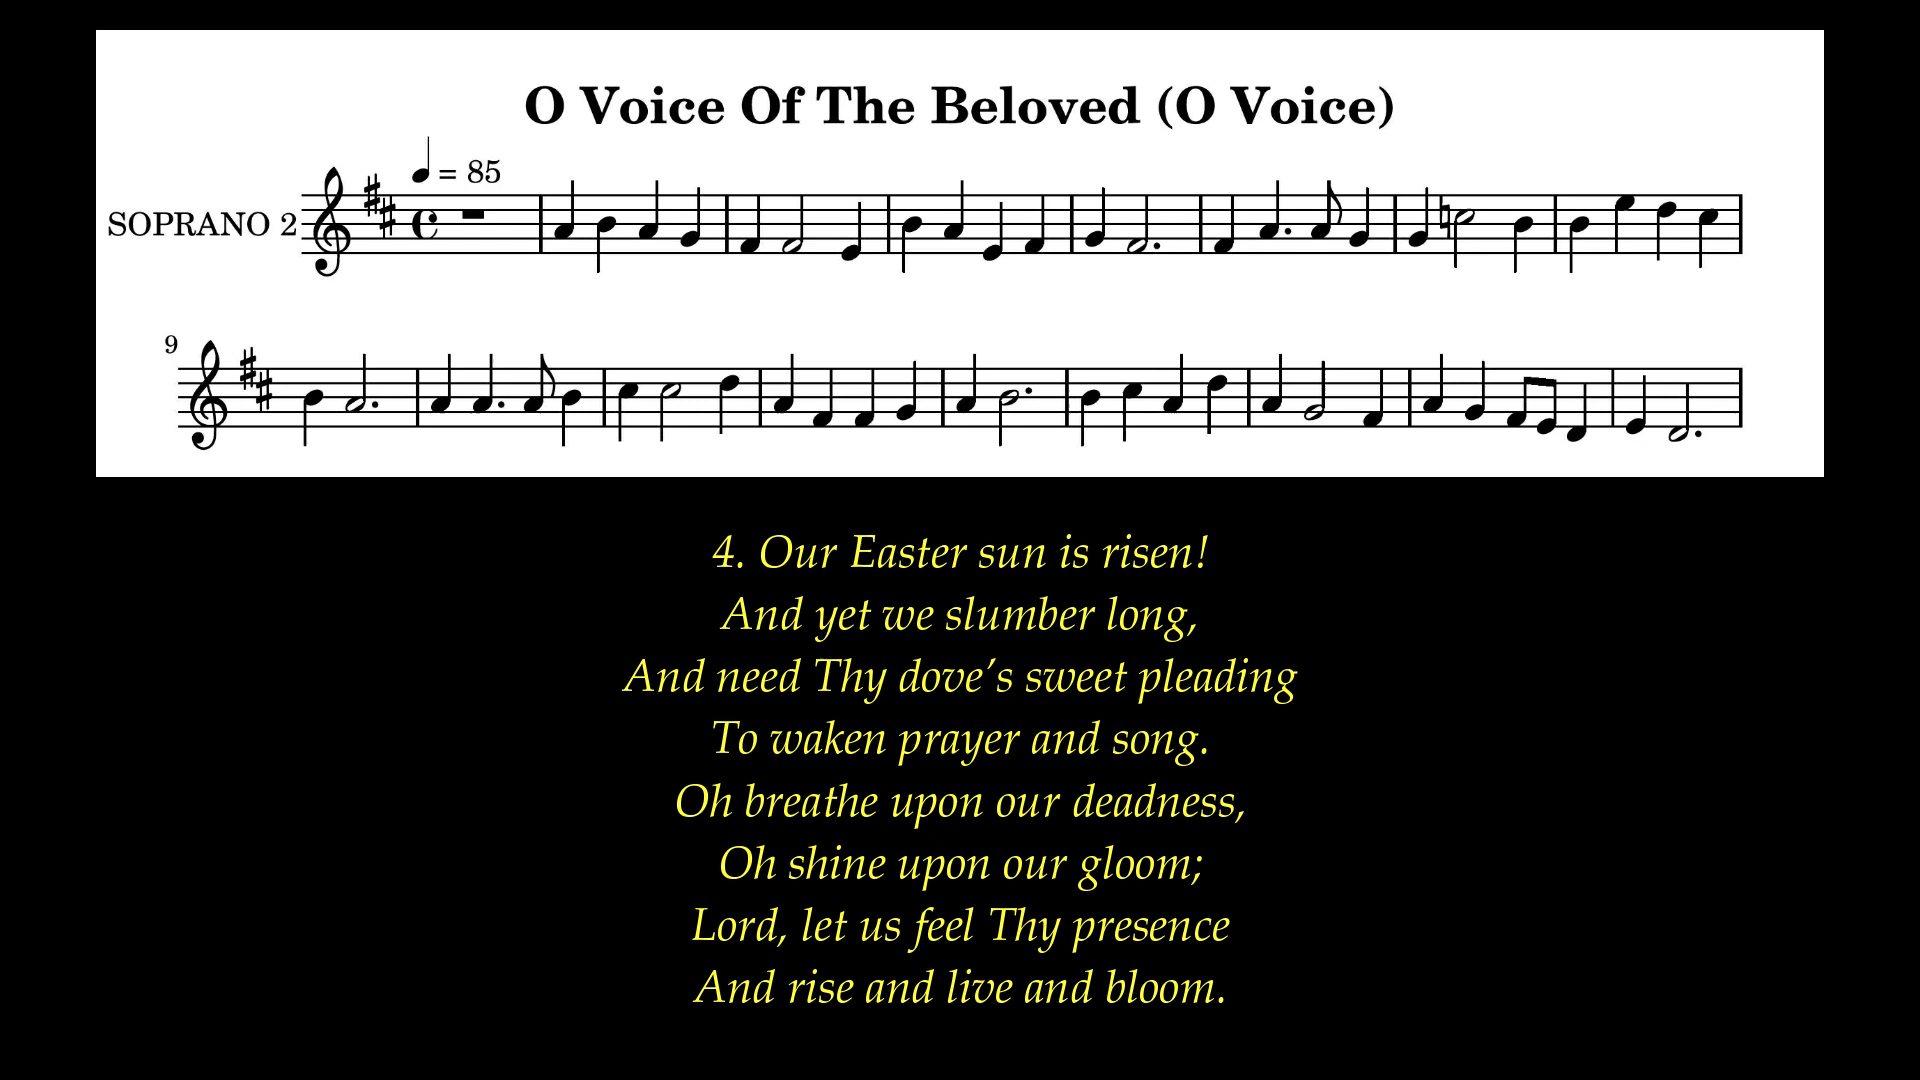 O Voice Of The Beloved (O Voice)
= 85
SOPRANO 2
9
4. Our Easter sun is risen!
And yet we slumber long,
And need Thy dove's sweet pleading
To waken prayer and song.
Oh breathe upon our deadness,
Oh shine upon our gloom;
Lord, let us feel Thy presence
And rise and live and bloom.